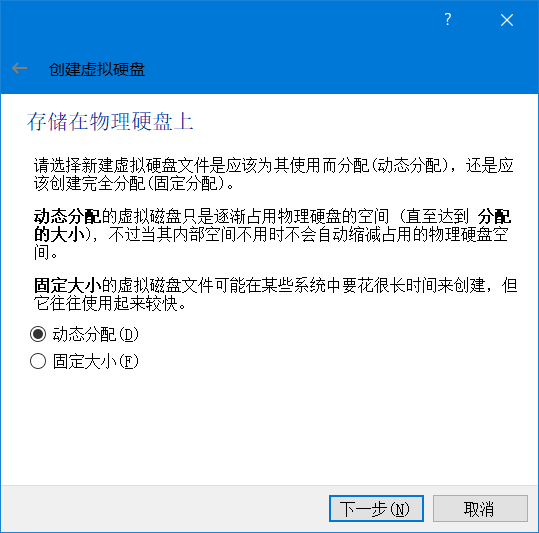 ?
创建虚拟硬盘
存储在物理硬盘上
请选择新建虚拟硬盘文件是应该为其使用而分配(动态分配)，还是应
该创建完全分配(固定分配)。
动态分配的虚拟磁盘只是逐渐占用物理硬盘的空间 (直至达到 分配
的大小)，不过当其内部空间不用时不会自动缩减占用的物理硬盘空
间。
固定大小的虚拟磁盘文件可能在某些系统中要花很长时间来创建，但
它往往使用起来较快。
动态分配(D)
固定大小(F)
下一步(N)
取消